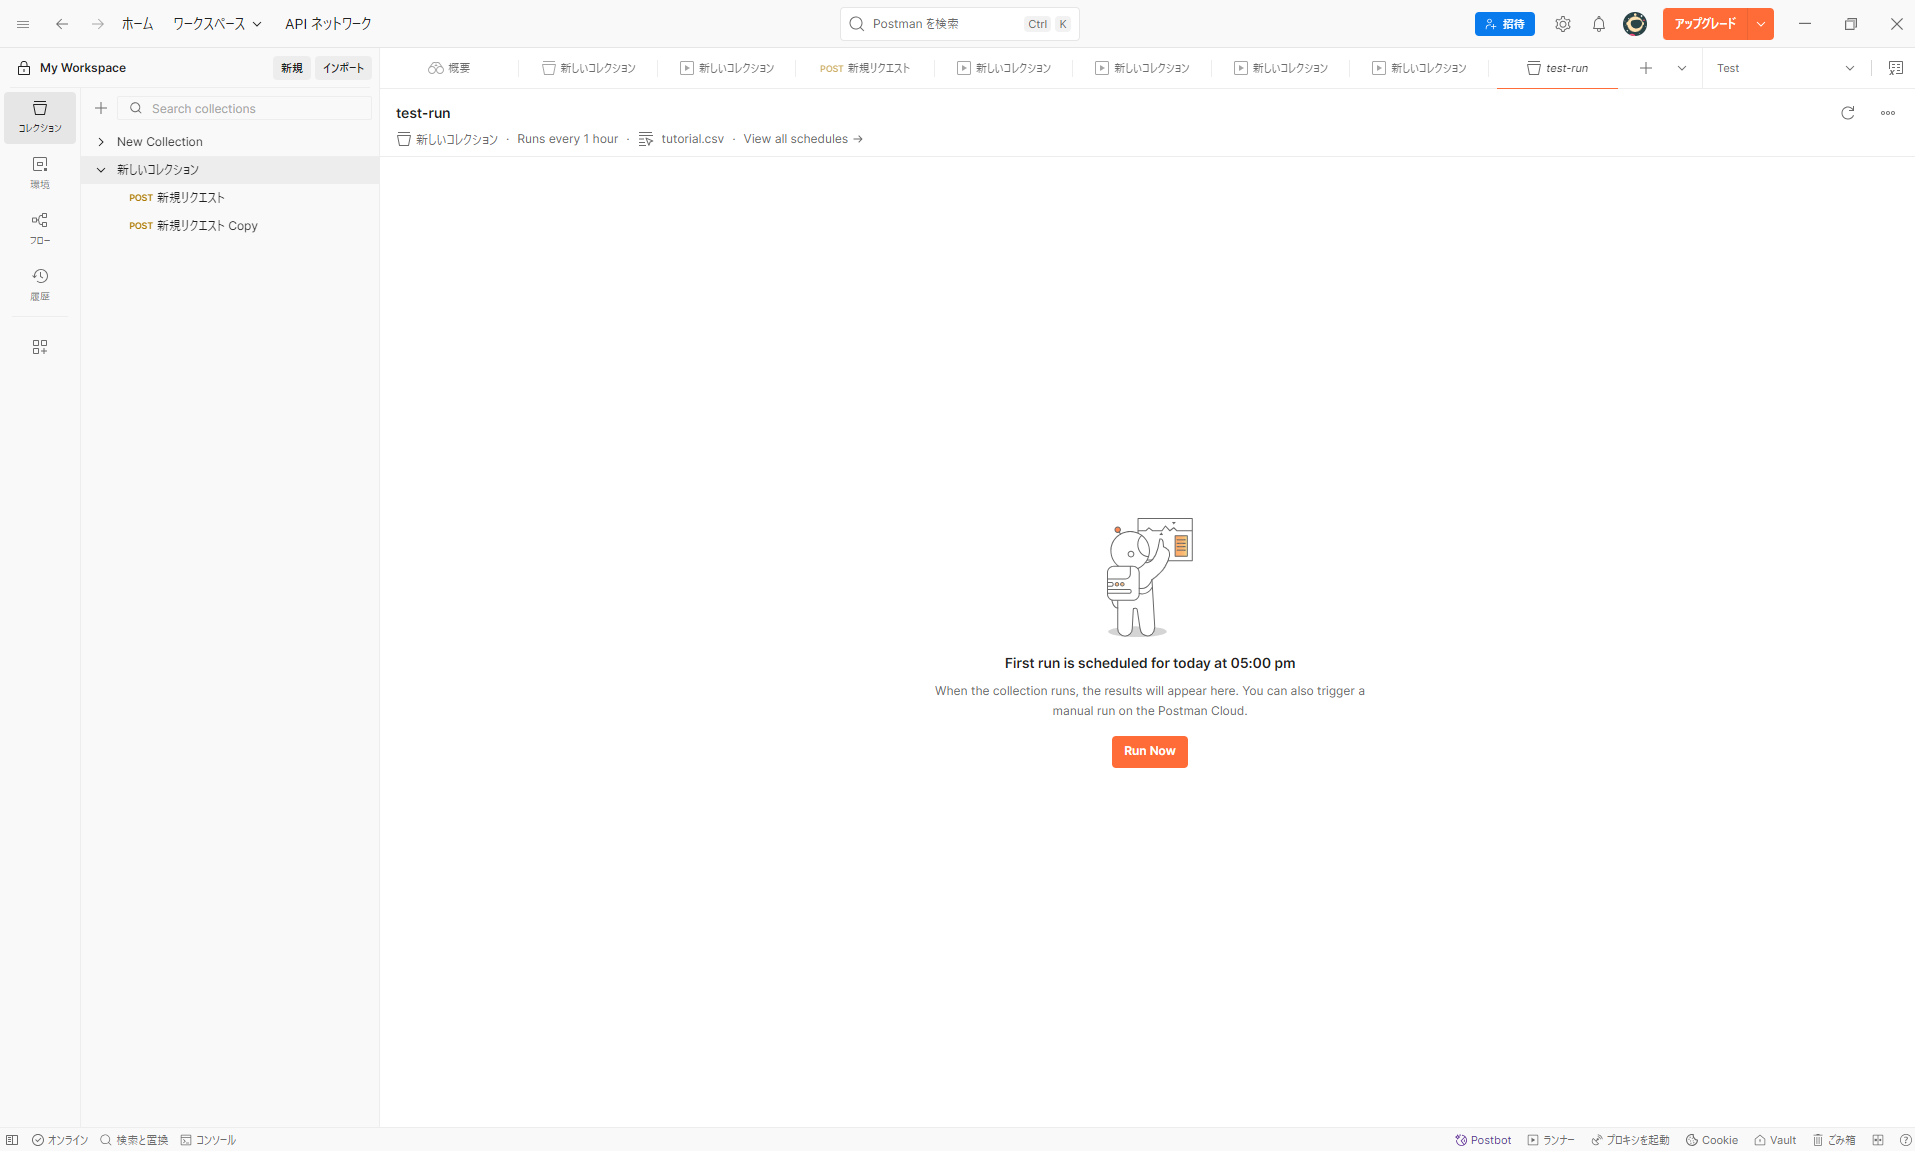 ホーム ワークスペース API ネットワーク Postman を検索 Ctrl K 招待 アップグレード
My Workspace 新規 インポート
概要 新しいコレクション 新しいコレクション POST 新規リクエスト 新しいコレクション 新しいコレクション 新しいコレクション 新しいコレクション test-run Test
コレクション
環境
フロー
履歴
Search collections
New Collection
新しいコレクション
POST 新規リクエスト
POST 新規リクエスト Copy
test-run
新しいコレクション · Runs every 1 hour · tutorial.csv · View all schedules →
First run is scheduled for today at 05:00 pm
When the collection runs, the results will appear here. You can also trigger a
manual run on the Postman Cloud.
Run Now
オンライン 検索と置換 コンソール Postbot ランナー プロキシを起動 Cookie Vault ごみ箱